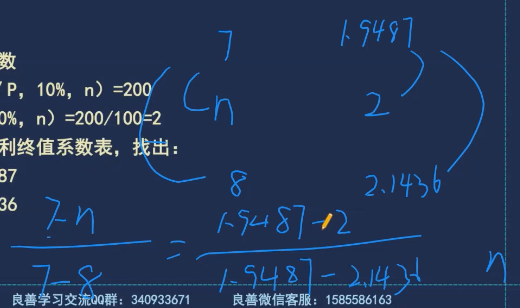 数
/P，10%，n）=200
0%，n）=200/100=2
利终值系数表，找出：
87
36
7 1.9487
n 2
8 2.1436
7-n / 7-8 = 1.9487-2 / 1.9487-2.1436
n
良善学习交流QQ群：340933671 良善微信客服：1585586163